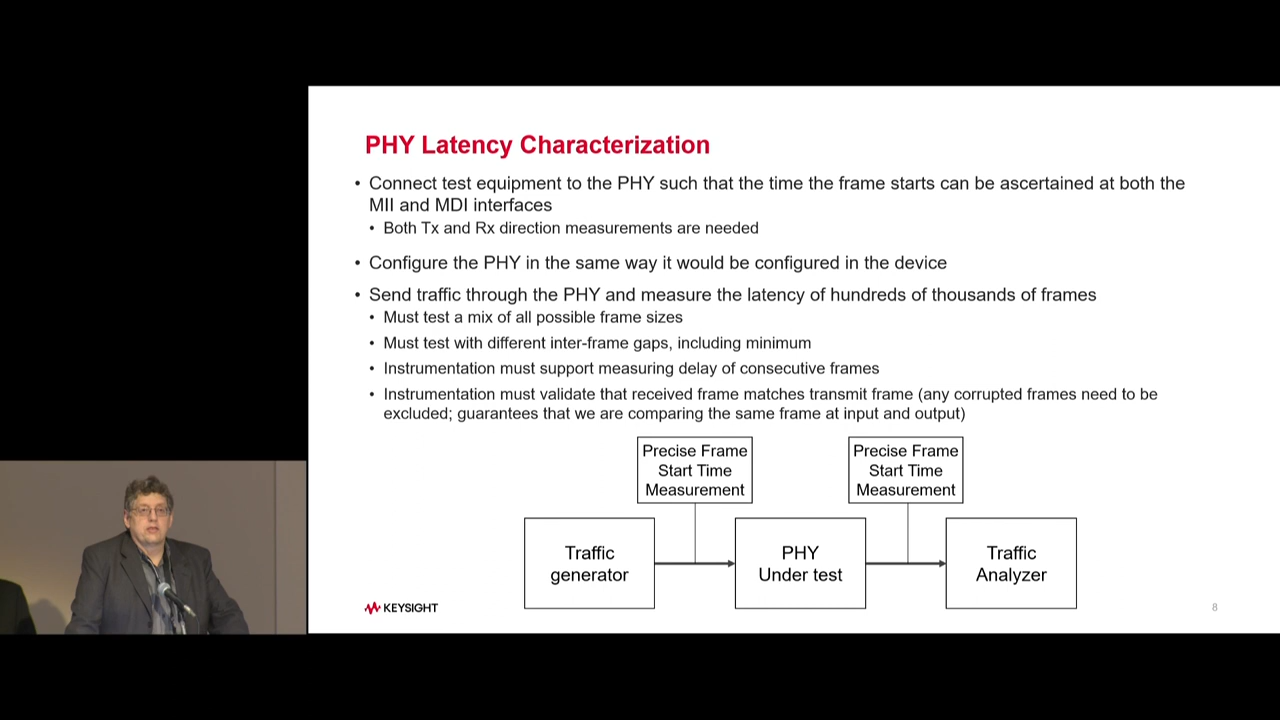 PHY Latency Characterization
• Connect test equipment to the PHY such that the time the frame starts can be ascertained at both the
MII and MDI interfaces
• Both Tx and Rx direction measurements are needed
• Configure the PHY in the same way it would be configured in the device
• Send traffic through the PHY and measure the latency of hundreds of thousands of frames
• Must test a mix of all possible frame sizes
• Must test with different inter-frame gaps, including minimum
• Instrumentation must support measuring delay of consecutive frames
• Instrumentation must validate that received frame matches transmit frame (any corrupted frames need to be
excluded; guarantees that we are comparing the same frame at input and output)
Precise Frame
Start Time
Measurement
Precise Frame
Start Time
Measurement
Traffic
generator
PHY
Under test
Traffic
Analyzer
KEYSIGHT
8